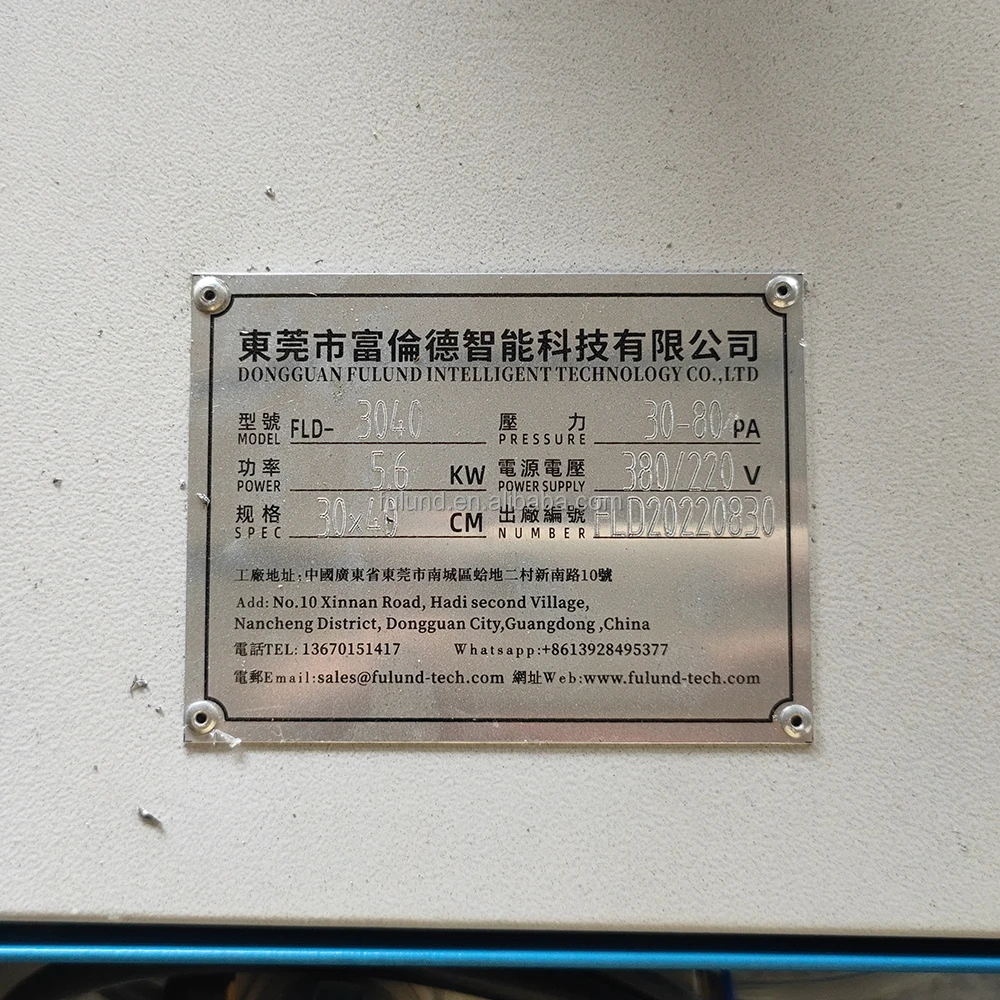 東莞市富倫德智能科技有限公司
DONGGUAN FULUND INTELLIGENT TECHNOLOGY CO.,LTD
型號 MODEL FLD- 3040 壓力 PRESSURE 30-80 PA
功率 POWER 5.6 KW 電源電壓 POWER SUPPLY 380/220 V
规格 SPEC 30×40 CM 出廠編號 NUMBER FLD20220830
fulund.en.alibaba.com
工廠地址:中國廣東省東莞市南城區蛤地二村新南路10號
Add: No.10 Xinnan Road, Hadi second Village,
Nancheng District, Dongguan City,Guangdong ,China
電話TEL: 13670151417 Whatsapp:+8613928495377
電郵Email:sales@fulund-tech.com 網址Web:www.fulund-tech.com